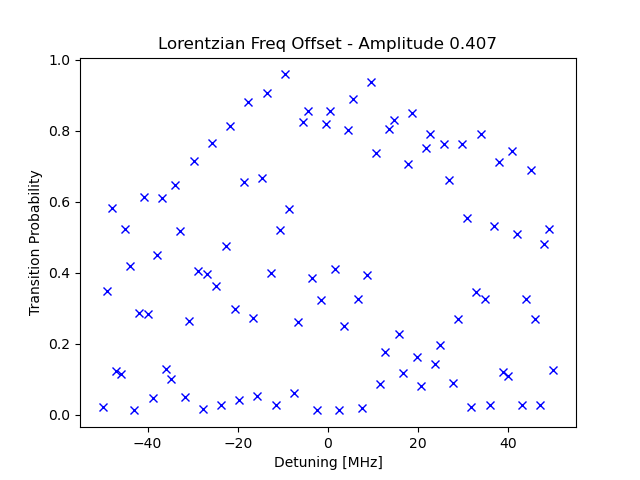 Lorentzian Freq Offset - Amplitude 0.407
1.0
0.8
0.6
0.4
0.2
0.0
Transition Probability
−40 −20 0 20 40
Detuning [MHz]